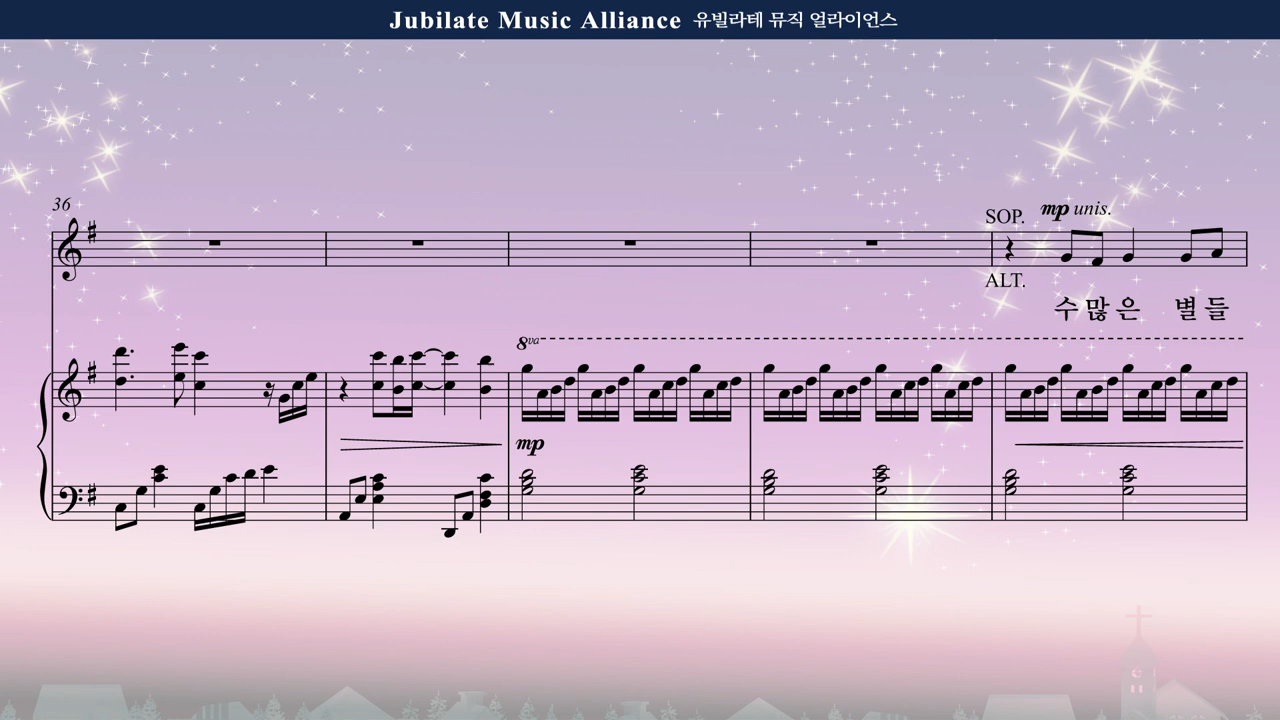 Jubilate Music Alliance 유빌라테 뮤직 얼라이언스
36
SOP. mp unis.
ALT.
수 많 은 별 들
8va
mp